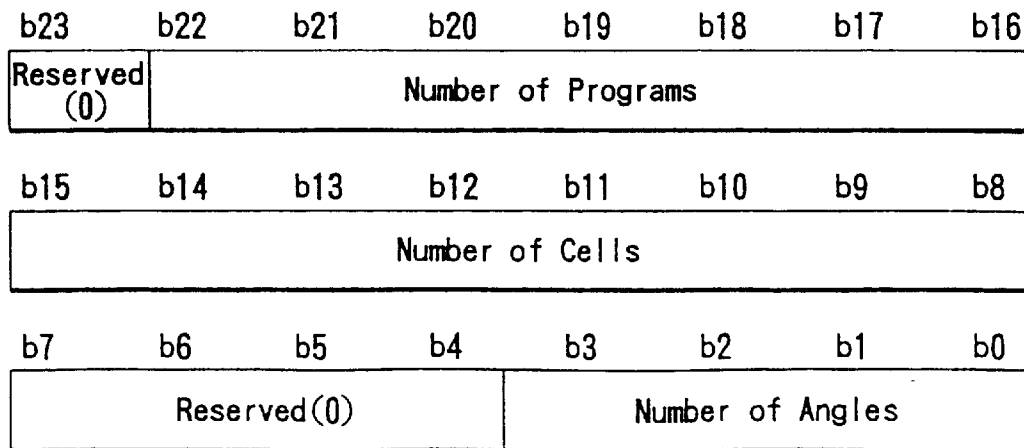 b23 b22 b21 b20 b19 b18 b17 b16
Reserved
(0)
Number of Programs
b15 b14 b13 b12 b11 b10 b9 b8
Number of Cells
b7 b6 b5 b4 b3 b2 b1 b0
Reserved(0) Number of Angles